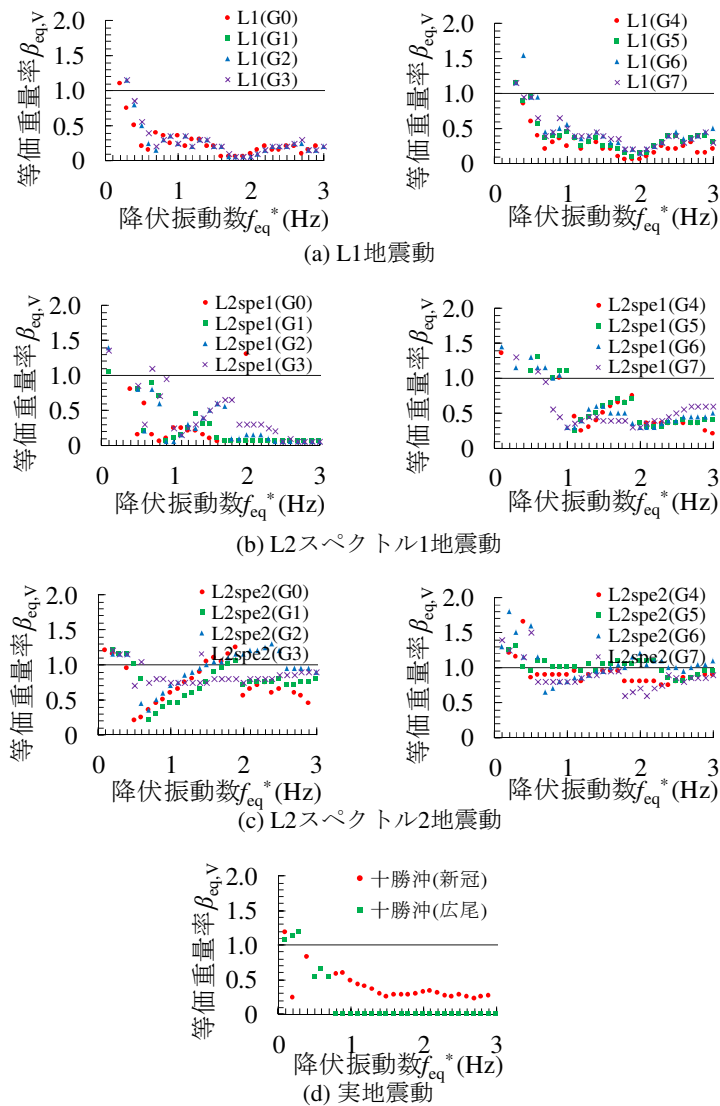 等価重量率βeq,V
2.0
1.5
1.0
0.5
0
L1(G0)
L1(G1)
L1(G2)
L1(G3)
0 1 2 3
降伏振動数feq*(Hz)
等価重量率βeq,V
2.0
1.5
1.0
0.5
0
L1(G4)
L1(G5)
L1(G6)
L1(G7)
0 1 2 3
降伏振動数feq*(Hz)
(a) L1地震動
等価重量率βeq,V
2.0
1.5
1.0
0.5
0
L2spe1(G0)
L2spe1(G1)
L2spe1(G2)
L2spe1(G3)
0 1 2 3
降伏振動数feq*(Hz)
等価重量率βeq,V
2.0
1.5
1.0
0.5
0
L2spe1(G4)
L2spe1(G5)
L2spe1(G6)
L2spe1(G7)
0 1 2 3
降伏振動数feq*(Hz)
(b) L2スペクトル1地震動
等価重量率βeq,V
2.0
1.5
1.0
0.5
0
L2spe2(G0)
L2spe2(G1)
L2spe2(G2)
L2spe2(G3)
0 1 2 3
降伏振動数feq*(Hz)
等価重量率βeq,V
2.0
1.5
1.0
0.5
0
L2spe2(G4)
L2spe2(G5)
L2spe2(G6)
L2spe2(G7)
0 1 2 3
降伏振動数feq*(Hz)
(c) L2スペクトル2地震動
等価重量率βeq,V
2.0
1.5
1.0
0.5
0
十勝沖(新冠)
十勝沖(広尾)
0 1 2 3
降伏振動数feq*(Hz)
(d) 実地震動